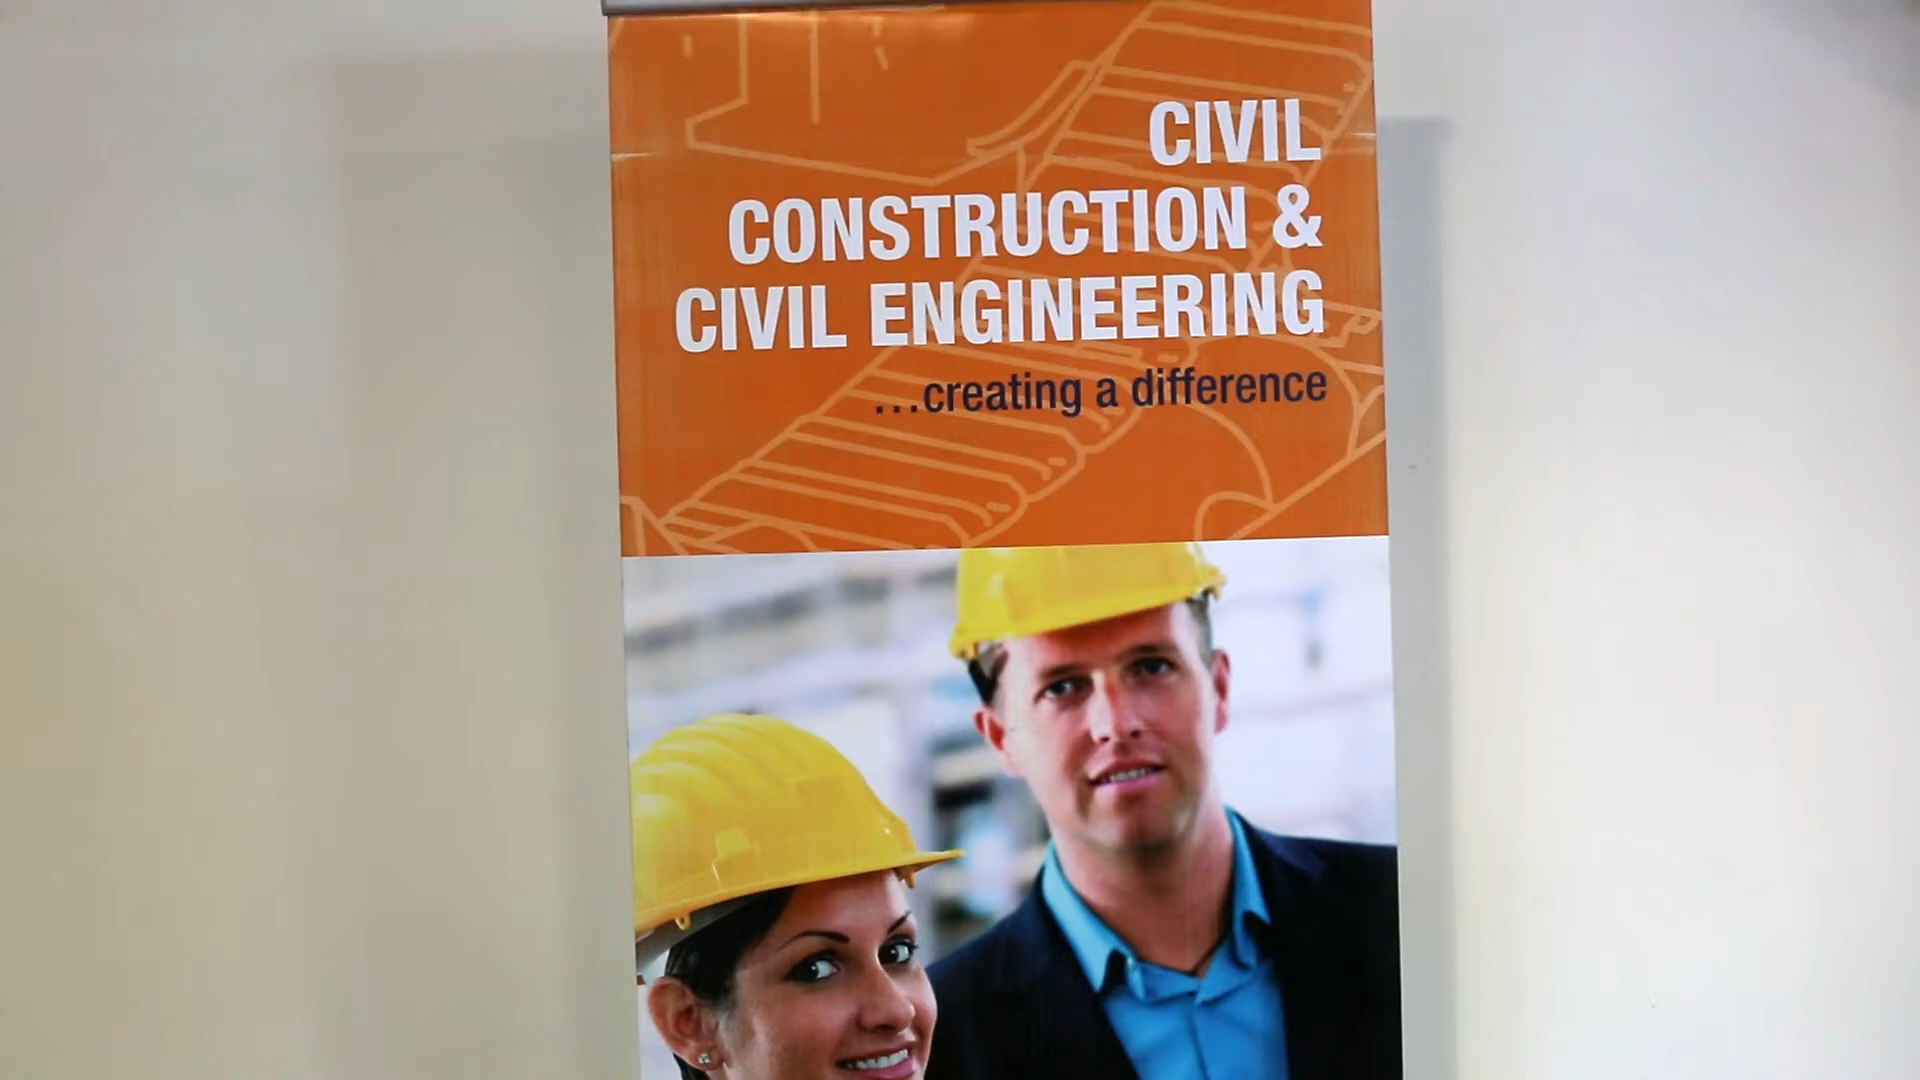 CIVIL
CONSTRUCTION &
CIVIL ENGINEERING
...creating a difference